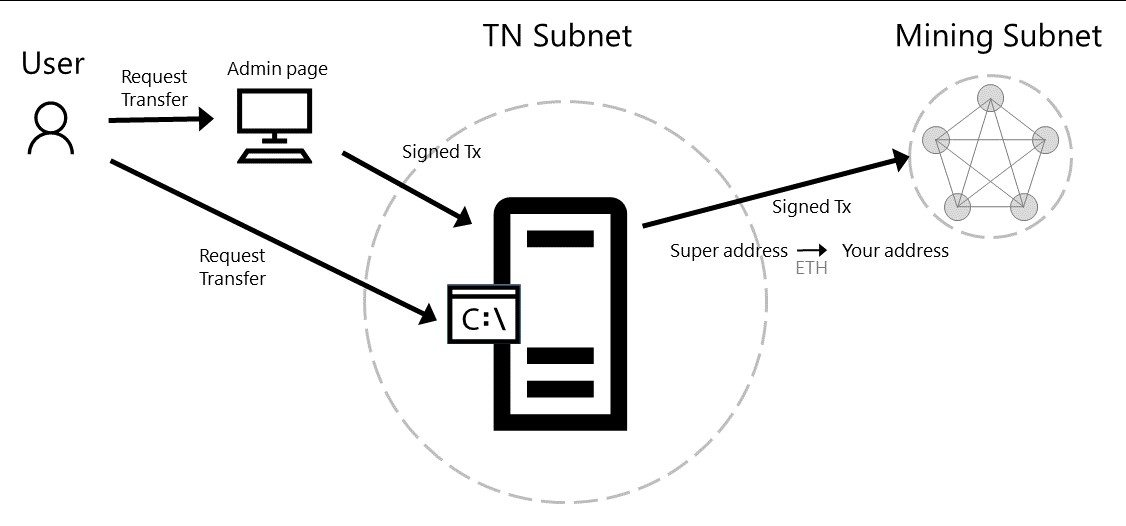 TN Subnet
Mining Subnet
User
Admin page
Request
Transfer
Signed Tx
Signed Tx
Request
Transfer
Super address
Your address
ETH
C:\